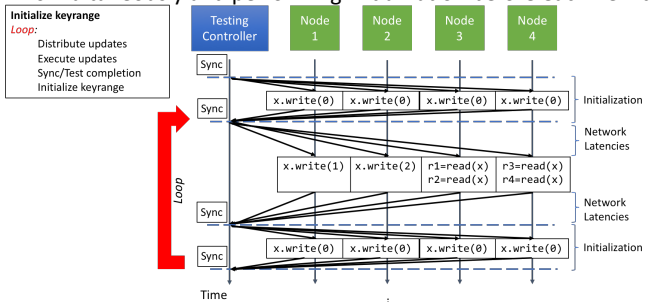 Initialize keyrange
Loop:
Distribute updates
Execute updates
Sync/Test completion
Initialize keyrange
Testing Controller
Node 1
Node 2
Node 3
Node 4
Sync
x.write(0) x.write(0) x.write(0) x.write(0)
Initialization
Sync
Network Latencies
x.write(1) x.write(2) r1=read(x) r3=read(x)
r2=read(x) r4=read(x)
Loop
Network Latencies
Sync
x.write(0) x.write(0) x.write(0) x.write(0)
Initialization
Sync
Time